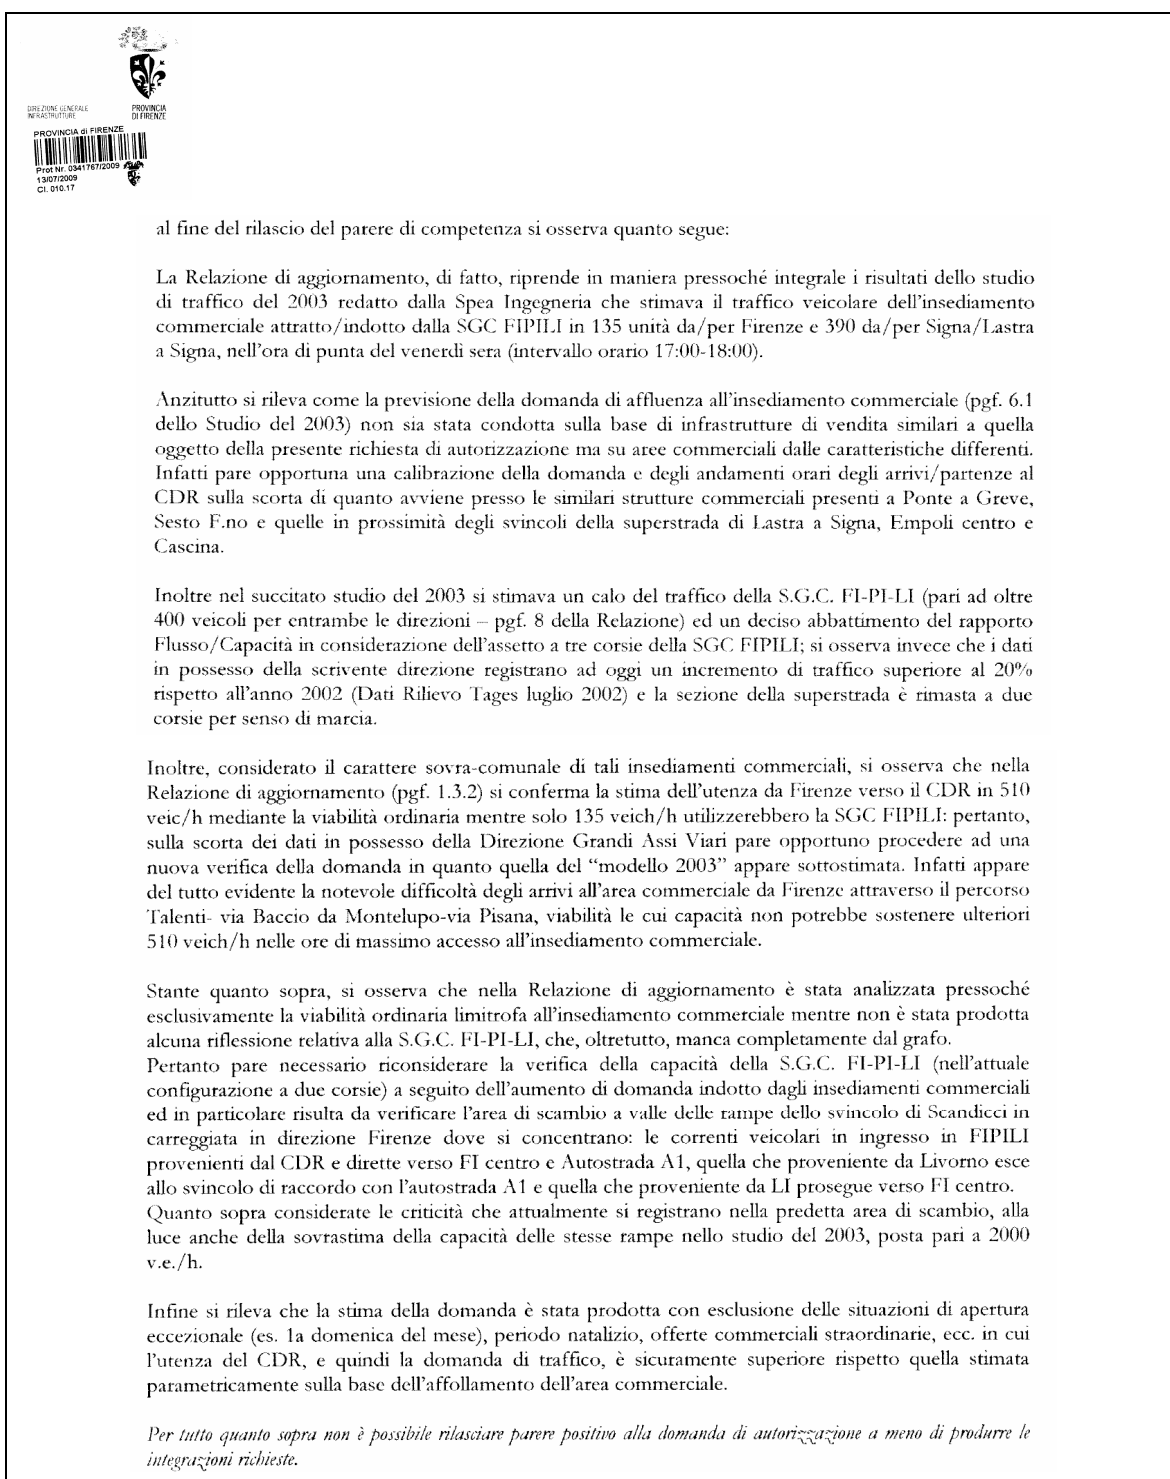 DIREZIONE GENERALE
INFRASTRUTTURE
PROVINCIA
DI FIRENZE
PROVINCIA di FIRENZE
Prot Nr. 0341767/2009
13/07/2009
Cl. 010.17
al fine del rilascio del parere di competenza si osserva quanto segue:
La Relazione di aggiornamento, di fatto, riprende in maniera pressoché integrale i risultati dello studio
di traffico del 2003 redatto dalla Spea Ingegneria che stimava il traffico veicolare dell'insediamento
commerciale attratto/indotto dalla SGC FIPILI in 135 unità da/per Firenze e 390 da/per Signa/Lastra
a Signa, nell'ora di punta del venerdì sera (intervallo orario 17:00-18:00).
Anzitutto si rileva come la previsione della domanda di affluenza all'insediamento commerciale (pgf. 6.1
dello Studio del 2003) non sia stata condotta sulla base di infrastrutture di vendita similari a quella
oggetto della presente richiesta di autorizzazione ma su aree commerciali dalle caratteristiche differenti.
Infatti pare opportuna una calibrazione della domanda e degli andamenti orari degli arrivi/partenze al
CDR sulla scorta di quanto avviene presso le similari strutture commerciali presenti a Ponte a Greve,
Sesto F.no e quelle in prossimità degli svincoli della superstrada di Lastra a Signa, Empoli centro e
Cascina.
Inoltre nel succitato studio del 2003 si stimava un calo del traffico della S.G.C. FI-PI-LI (pari ad oltre
400 veicoli per entrambe le direzioni – pgf. 8 della Relazione) ed un deciso abbattimento del rapporto
Flusso/Capacità in considerazione dell'assetto a tre corsie della SGC FIPILI; si osserva invece che i dati
in possesso della scrivente direzione registrano ad oggi un incremento di traffico superiore al 20%
rispetto all'anno 2002 (Dati Rilievo Tages luglio 2002) e la sezione della superstrada è rimasta a due
corsie per senso di marcia.
Inoltre, considerato il carattere sovra-comunale di tali insediamenti commerciali, si osserva che nella
Relazione di aggiornamento (pgf. 1.3.2) si conferma la stima dell'utenza da Firenze verso il CDR in 510
veic/h mediante la viabilità ordinaria mentre solo 135 veich/h utilizzerebbero la SGC FIPILI: pertanto,
sulla scorta dei dati in possesso della Direzione Grandi Assi Viari pare opportuno procedere ad una
nuova verifica della domanda in quanto quella del "modello 2003" appare sottostimata. Infatti appare
del tutto evidente la notevole difficoltà degli arrivi all'area commerciale da Firenze attraverso il percorso
Talenti- via Baccio da Montelupo-via Pisana, viabilità le cui capacità non potrebbe sostenere ulteriori
510 veich/h nelle ore di massimo accesso all'insediamento commerciale.
Stante quanto sopra, si osserva che nella Relazione di aggiornamento è stata analizzata pressoché
esclusivamente la viabilità ordinaria limitrofa all'insediamento commerciale mentre non è stata prodotta
alcuna riflessione relativa alla S.G.C. FI-PI-LI, che, oltretutto, manca completamente dal grafo.
Pertanto pare necessario riconsiderare la verifica della capacità della S.G.C. FI-PI-LI (nell'attuale
configurazione a due corsie) a seguito dell'aumento di domanda indotto dagli insediamenti commerciali
ed in particolare risulta da verificare l'area di scambio a valle delle rampe dello svincolo di Scandicci in
carreggiata in direzione Firenze dove si concentrano: le correnti veicolari in ingresso in FIPILI
provenienti dal CDR e dirette verso FI centro e Autostrada A1, quella che proveniente da Livorno esce
allo svincolo di raccordo con l'autostrada A1 e quella che proveniente da LI prosegue verso FI centro.
Quanto sopra considerate le criticità che attualmente si registrano nella predetta area di scambio, alla
luce anche della sovrastima della capacità delle stesse rampe nello studio del 2003, posta pari a 2000
v.e./h.
Infine si rileva che la stima della domanda è stata prodotta con esclusione delle situazioni di apertura
eccezionale (es. 1a domenica del mese), periodo natalizio, offerte commerciali straordinarie, ecc. in cui
l'utenza del CDR, e quindi la domanda di traffico, è sicuramente superiore rispetto quella stimata
parametricamente sulla base dell'affollamento dell'area commerciale.
Per tutto quanto sopra non è possibile rilasciare parere positivo alla domanda di autorizzazione a meno di produrre le
integrazioni richieste.